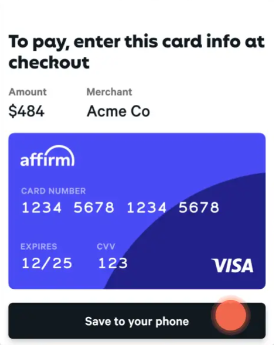 To pay, enter this card info at
checkout
Amount Merchant
$484 Acme Co
affirm
CARD NUMBER
1234 5678 1234 5678
EXPIRES CVV
12/25 123
VISA
Save to your phone